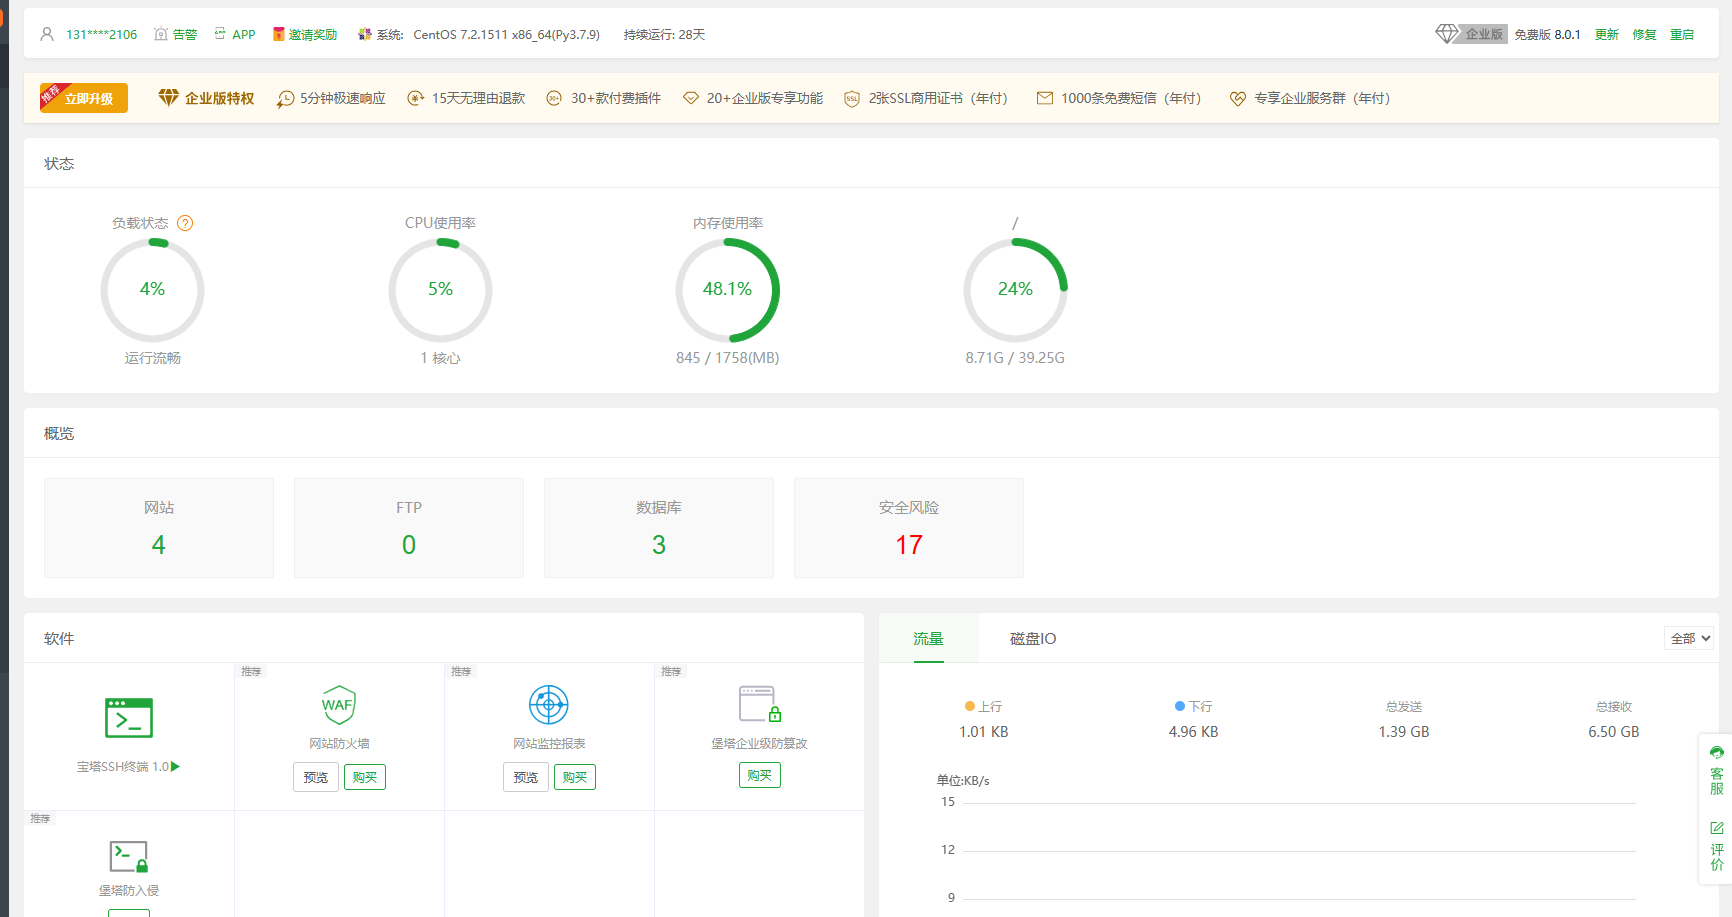 131****2106 告警 APP 邀请奖励 系统: CentOS 7.2.1511 x86_64(Py3.7.9) 持续运行: 28天 企业版 免费版 8.0.1 更新 修复 重启
推荐 立即升级 企业版特权 5分钟极速响应 15天无理由退款 30+款付费插件 20+企业版专享功能 SSL 2张SSL商用证书（年付） 1000条免费短信（年付） 专享企业服务群（年付）
状态
负载状态 ? CPU使用率 内存使用率 /
4% 5% 48.1% 24%
运行流畅 1 核心 845 / 1758(MB) 8.71G / 39.25G
概览
网站 FTP 数据库 安全风险
4 0 3 17
软件
推荐 推荐 推荐
WAF
网站防火墙 网站监控报表 堡塔企业级防篡改
宝塔SSH终端 1.0
预览 购买 预览 购买 购买
推荐
堡塔防入侵
流量 磁盘IO 全部
上行 下行 总发送 总接收
1.01 KB 4.96 KB 1.39 GB 6.50 GB
单位:KB/s
15
12
9
客服
评价